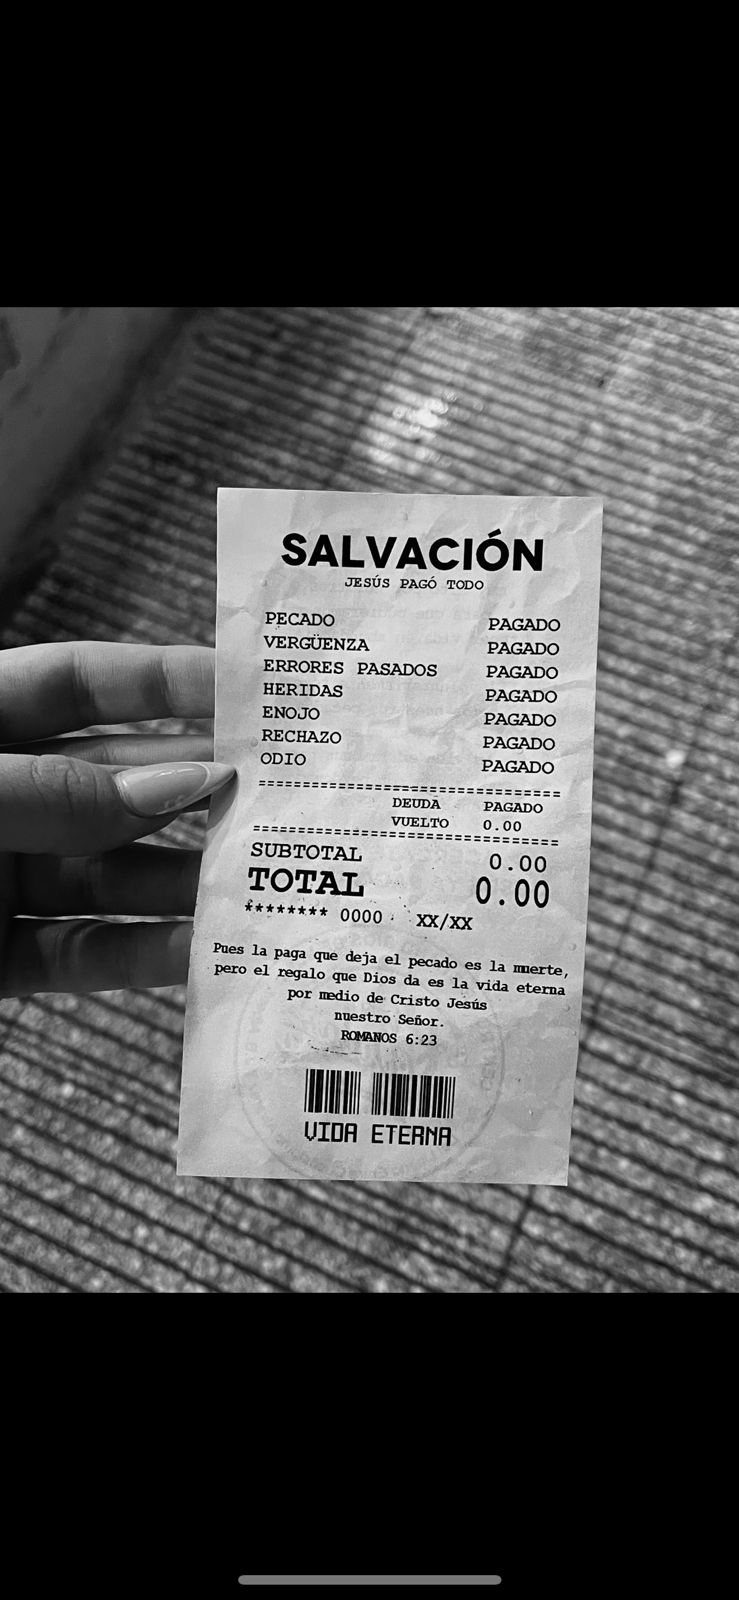 SALVACIÓN
JESÚS PAGÓ TODO
PECADO PAGADO
VERGÜENZA PAGADO
ERRORES PASADOS PAGADO
HERIDAS PAGADO
ENOJO PAGADO
RECHAZO PAGADO
ODIO PAGADO
==================================
DEUDA PAGADO
VUELTO 0.00
==================================
SUBTOTAL 0.00
TOTAL 0.00
******** 0000 XX/XX
Pues la paga que deja el pecado es la muerte,
pero el regalo que Dios da es la vida eterna
por medio de Cristo Jesús
nuestro Señor.
ROMANOS 6:23
VIDA ETERNA